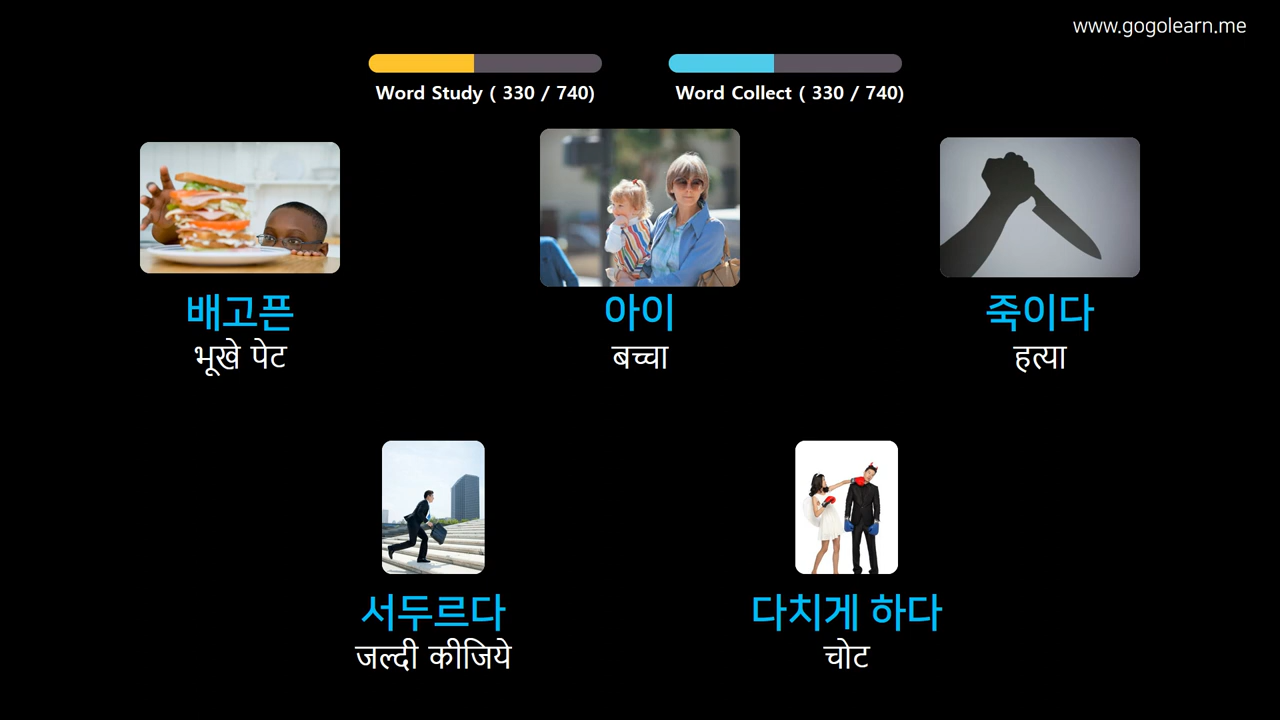 www.gogolearn.me
Word Study ( 330 / 740)
Word Collect ( 330 / 740)
배고픈
भूखे पेट
아이
बच्चा
죽이다
हत्या
서두르다
जल्दी कीजिये
다치게 하다
चोट